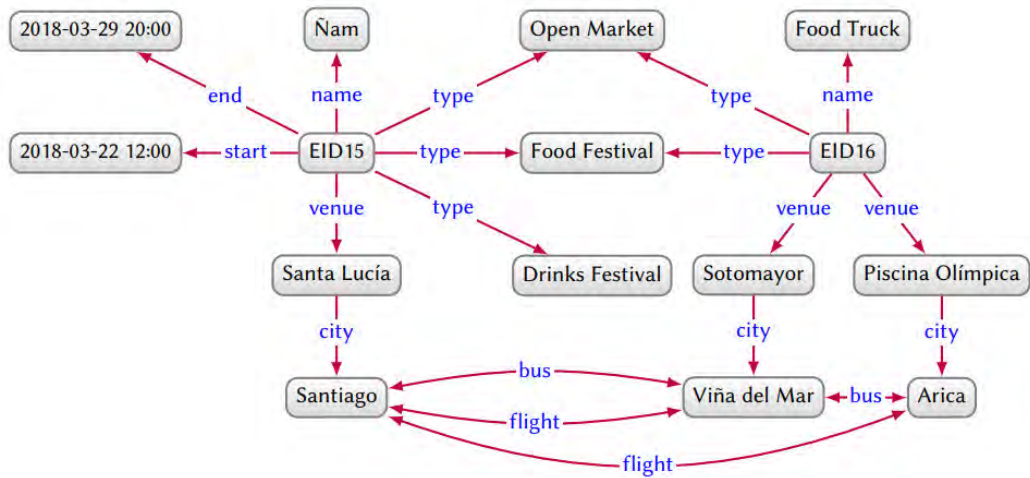 2018-03-29 20:00
Ñam
Open Market
Food Truck
end
name
type
type
name
2018-03-22 12:00
start
EID15
type
Food Festival
type
EID16
venue
type
venue
venue
Santa Lucía
Drinks Festival
Sotomayor
Piscina Olímpica
city
city
city
bus
Santiago
Viña del Mar
bus
Arica
flight
flight